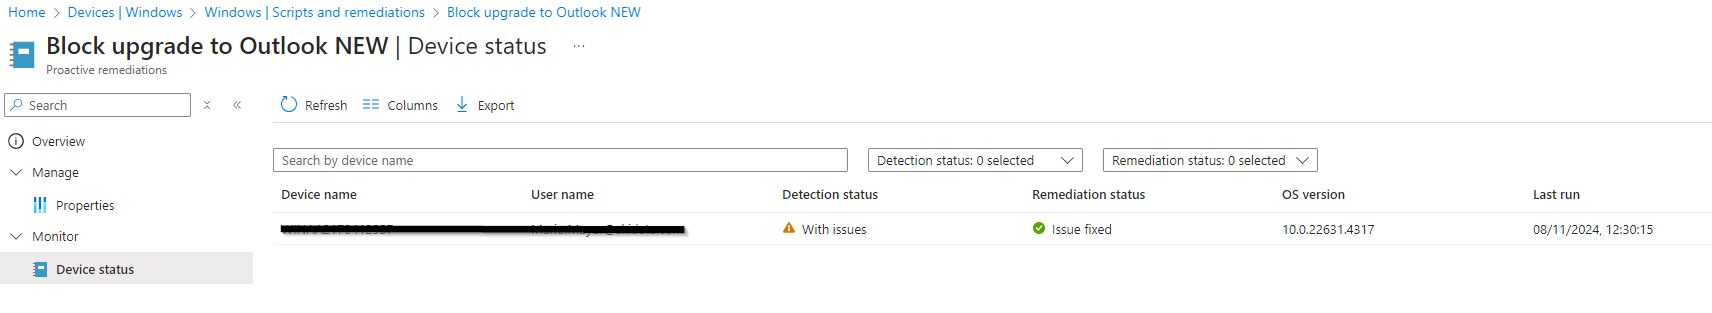 Home > Devices | Windows > Windows | Scripts and remediations > Block upgrade to Outlook NEW
Block upgrade to Outlook NEW | Device status ...
Proactive remediations
Search
Refresh Columns Export
Overview
Manage
Properties
Monitor
Device status
Search by device name Detection status: 0 selected Remediation status: 0 selected
Device name User name Detection status Remediation status OS version Last run
With issues Issue fixed 10.0.22631.4317 08/11/2024, 12:30:15